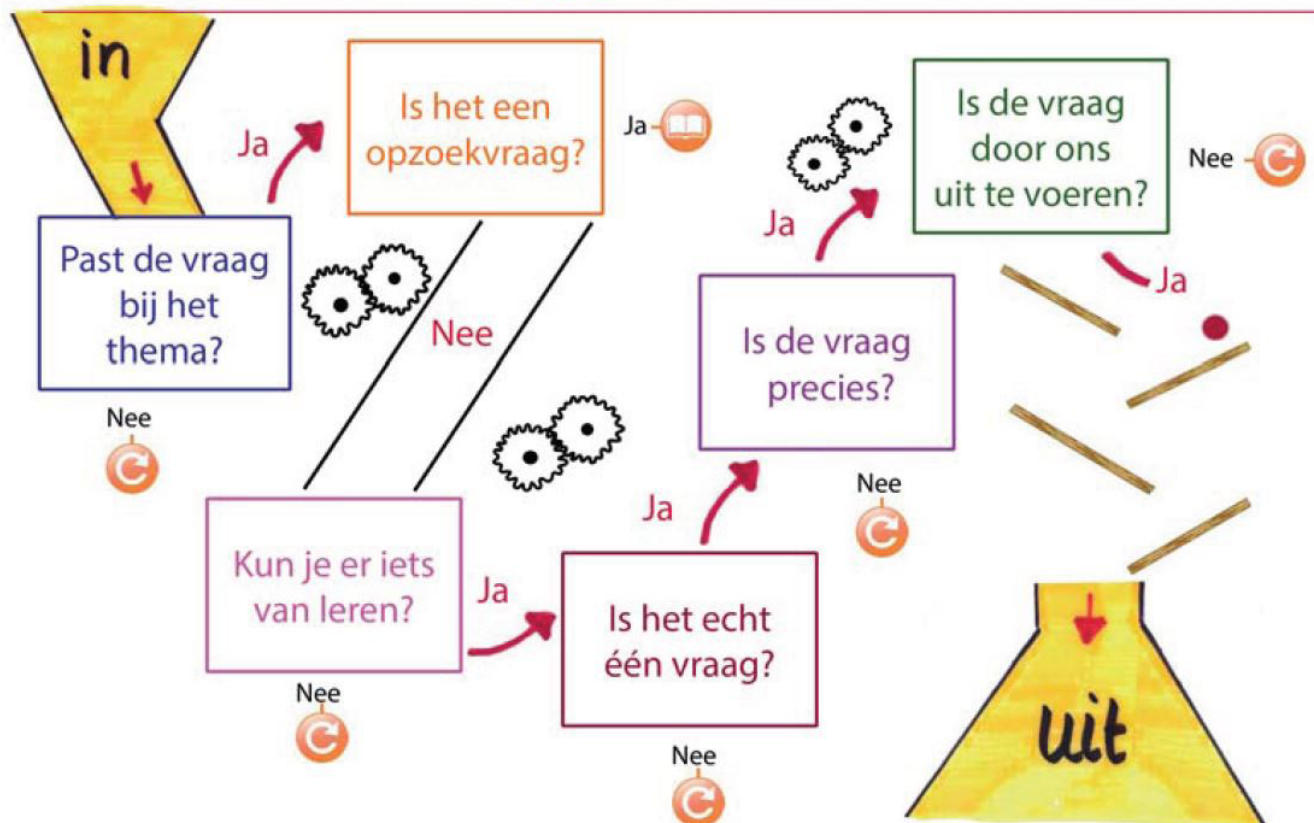 in
Past de vraag
bij het
thema?
Nee
Ja
Is het een
opzoekvraag?
Ja
Nee
Kun je er iets
van leren?
Nee
Ja
Is het echt
één vraag?
Nee
Ja
Is de vraag
precies?
Nee
Ja
Is de vraag
door ons
uit te voeren?
Nee
Ja
uit